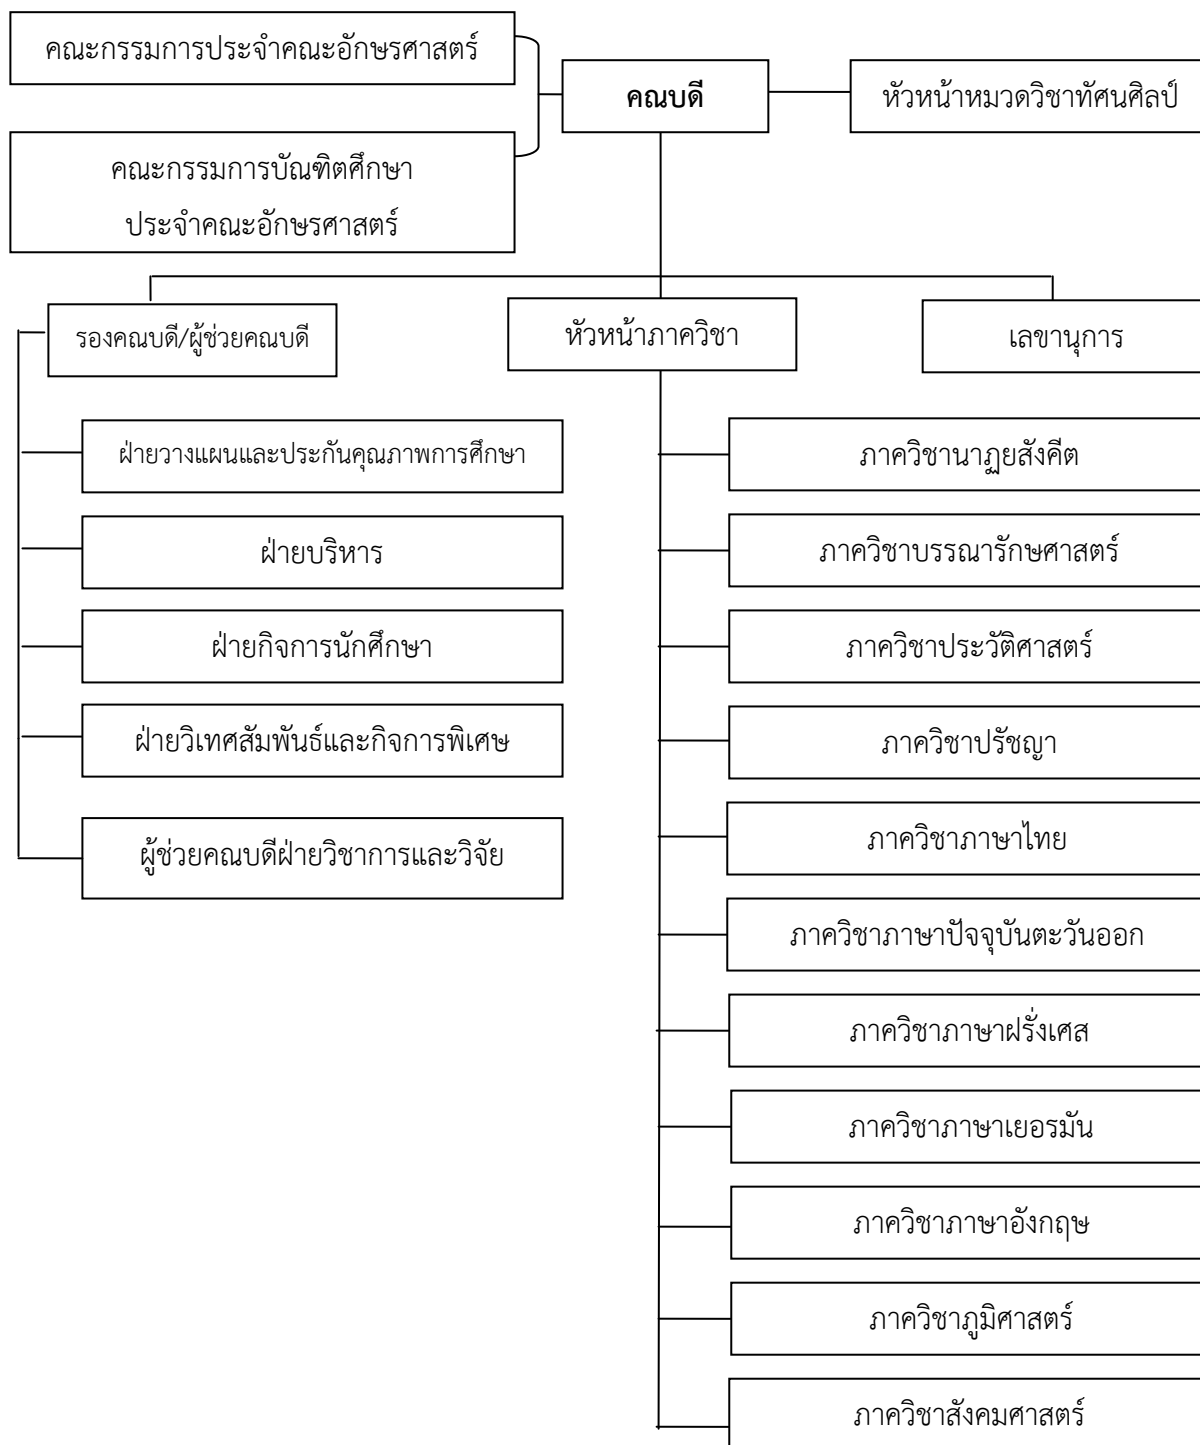 คณะกรรมการประจำคณะอักษรศาสตร์
คณบดี
หัวหน้าหมวดวิชาทัศนศิลป์
คณะกรรมการบัณฑิตศึกษา
ประจำคณะอักษรศาสตร์
รองคณบดี/ผู้ช่วยคณบดี
หัวหน้าภาควิชา
เลขานุการ
ฝ่ายวางแผนและประกันคุณภาพการศึกษา
ฝ่ายบริหาร
ฝ่ายกิจการนักศึกษา
ฝ่ายวิเทศสัมพันธ์และกิจการพิเศษ
ผู้ช่วยคณบดีฝ่ายวิชาการและวิจัย
ภาควิชานาฏยสังคีต
ภาควิชาบรรณารักษศาสตร์
ภาควิชาประวัติศาสตร์
ภาควิชาปรัชญา
ภาควิชาภาษาไทย
ภาควิชาภาษาปัจจุบันตะวันออก
ภาควิชาภาษาฝรั่งเศส
ภาควิชาภาษาเยอรมัน
ภาควิชาภาษาอังกฤษ
ภาควิชาภูมิศาสตร์
ภาควิชาสังคมศาสตร์